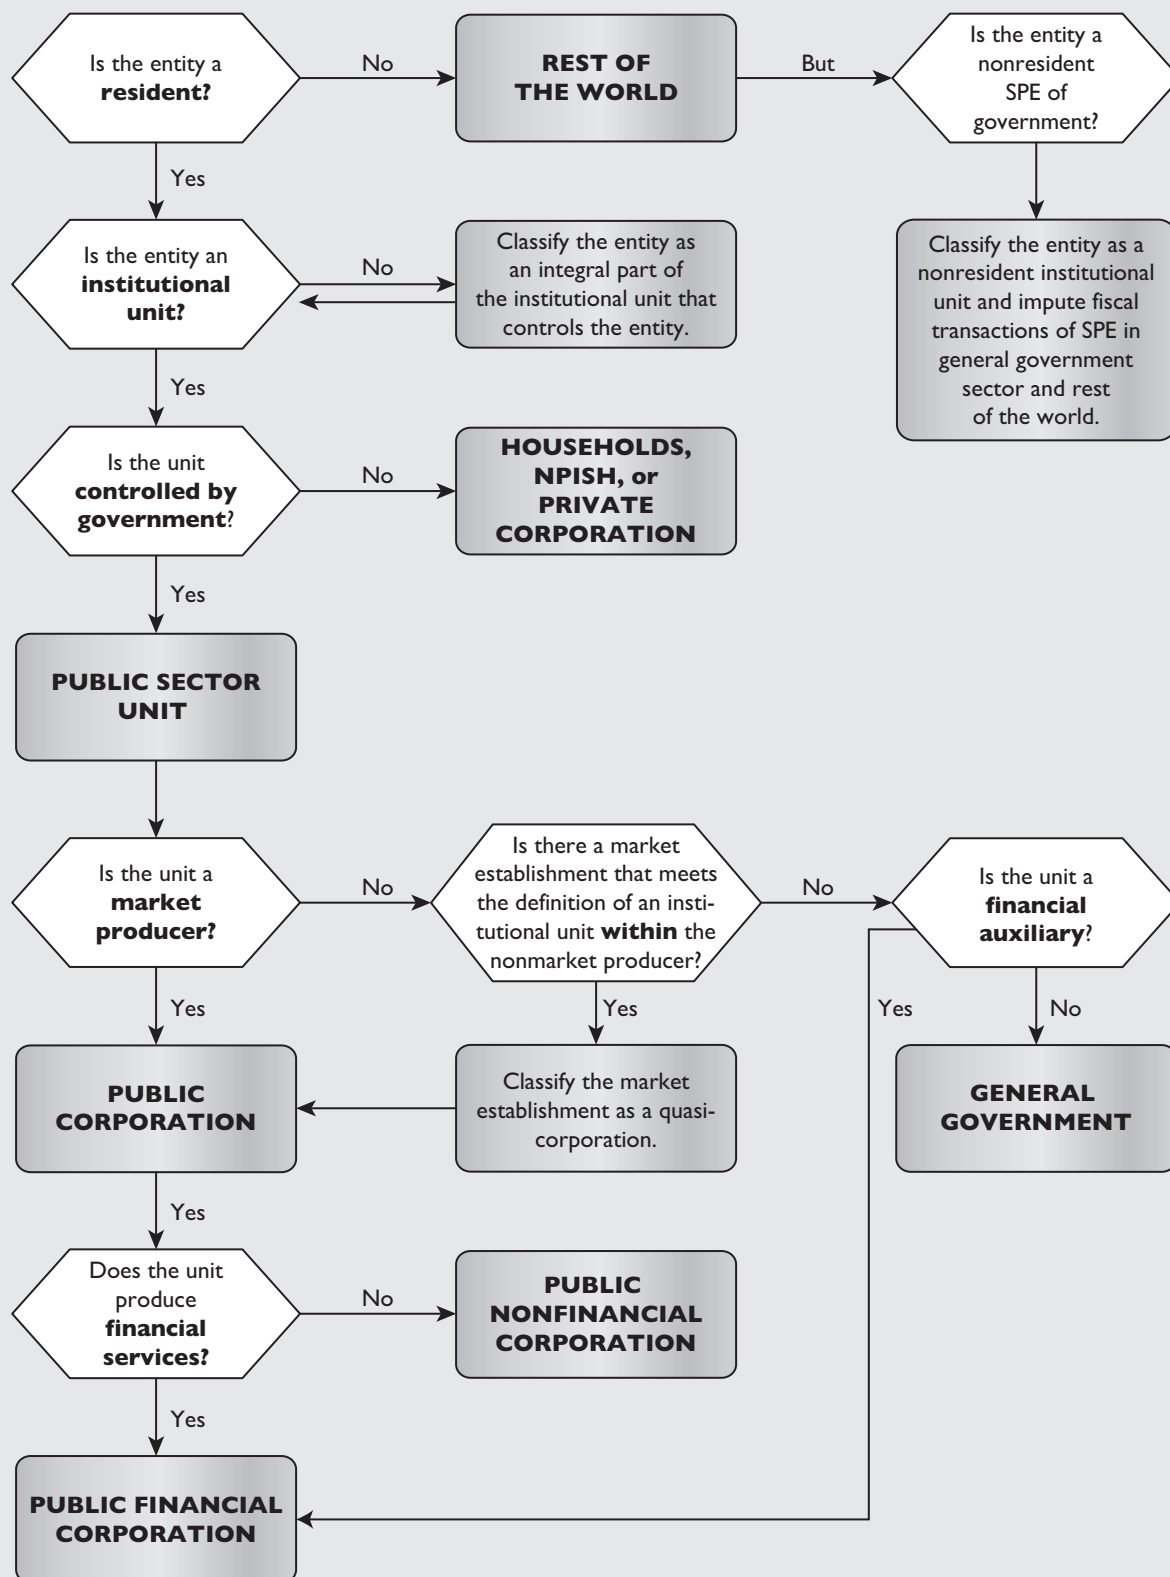 Is the entity a
resident?
No
REST OF
THE WORLD
But
Is the entity a
nonresident
SPE of
government?
Yes
Is the entity an
institutional
unit?
No
Classify the entity as
an integral part of
the institutional unit that
controls the entity.
Classify the entity as a
nonresident institutional
unit and impute fiscal
transactions of SPE in
general government
sector and rest
of the world.
Yes
Is the unit
controlled by
government?
No
HOUSEHOLDS,
NPISH, or
PRIVATE
CORPORATION
Yes
PUBLIC SECTOR
UNIT
Is the unit a
market
producer?
No
Is there a market
establishment that meets
the definition of an insti-
tutional unit within the
nonmarket producer?
No
Is the unit a
financial
auxiliary?
Yes
Yes
Yes
No
PUBLIC
CORPORATION
Classify the market
establishment as a quasi-
corporation.
GENERAL
GOVERNMENT
Yes
Does the unit
produce
financial
services?
No
PUBLIC
NONFINANCIAL
CORPORATION
Yes
PUBLIC FINANCIAL
CORPORATION